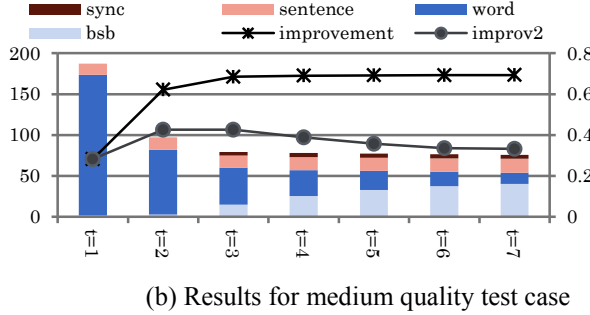 sync sentence word
bsb improvement improv2
200 0.8
150 0.6
100 0.4
50 0.2
0 0
t=1 t=2 t=3 t=4 t=5 t=6 t=7
(b) Results for medium quality test case